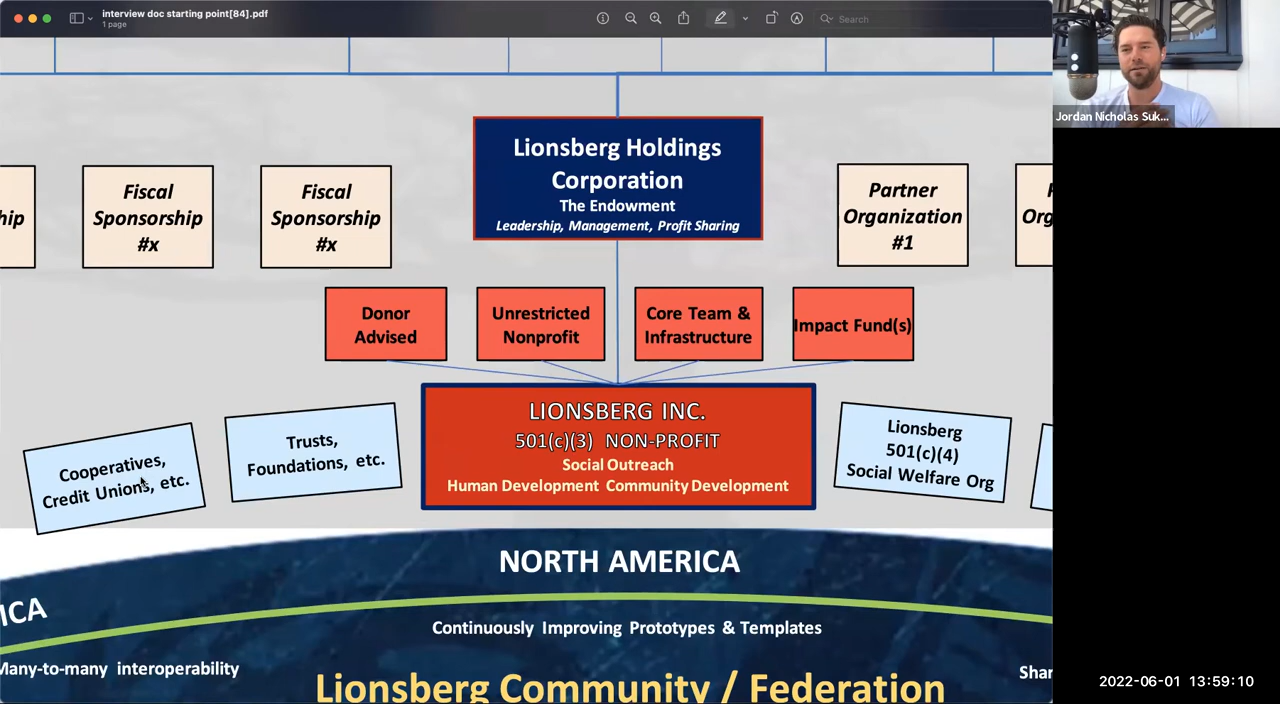 interview doc starting point[84].pdf
1 page
Search
Jordan Nicholas Suk...
Lionsberg Holdings
Corporation
The Endowment
Leadership, Management, Profit Sharing
hip
Fiscal
Sponsorship
#x
Fiscal
Sponsorship
#x
Partner
Organization
#1
Donor
Advised
Unrestricted
Nonprofit
Core Team &
Infrastructure
Impact Fund(s)
Cooperatives,
Credit Unions, etc.
Trusts,
Foundations, etc.
LIONSBERG INC.
501(c)(3) NON-PROFIT
Social Outreach
Human Development Community Development
Lionsberg
501(c)(4)
Social Welfare Org
NORTH AMERICA
ICA
Continuously Improving Prototypes & Templates
Many-to-many interoperability
Shar
Lionsberg Community / Federation
2022-06-01 13:59:10